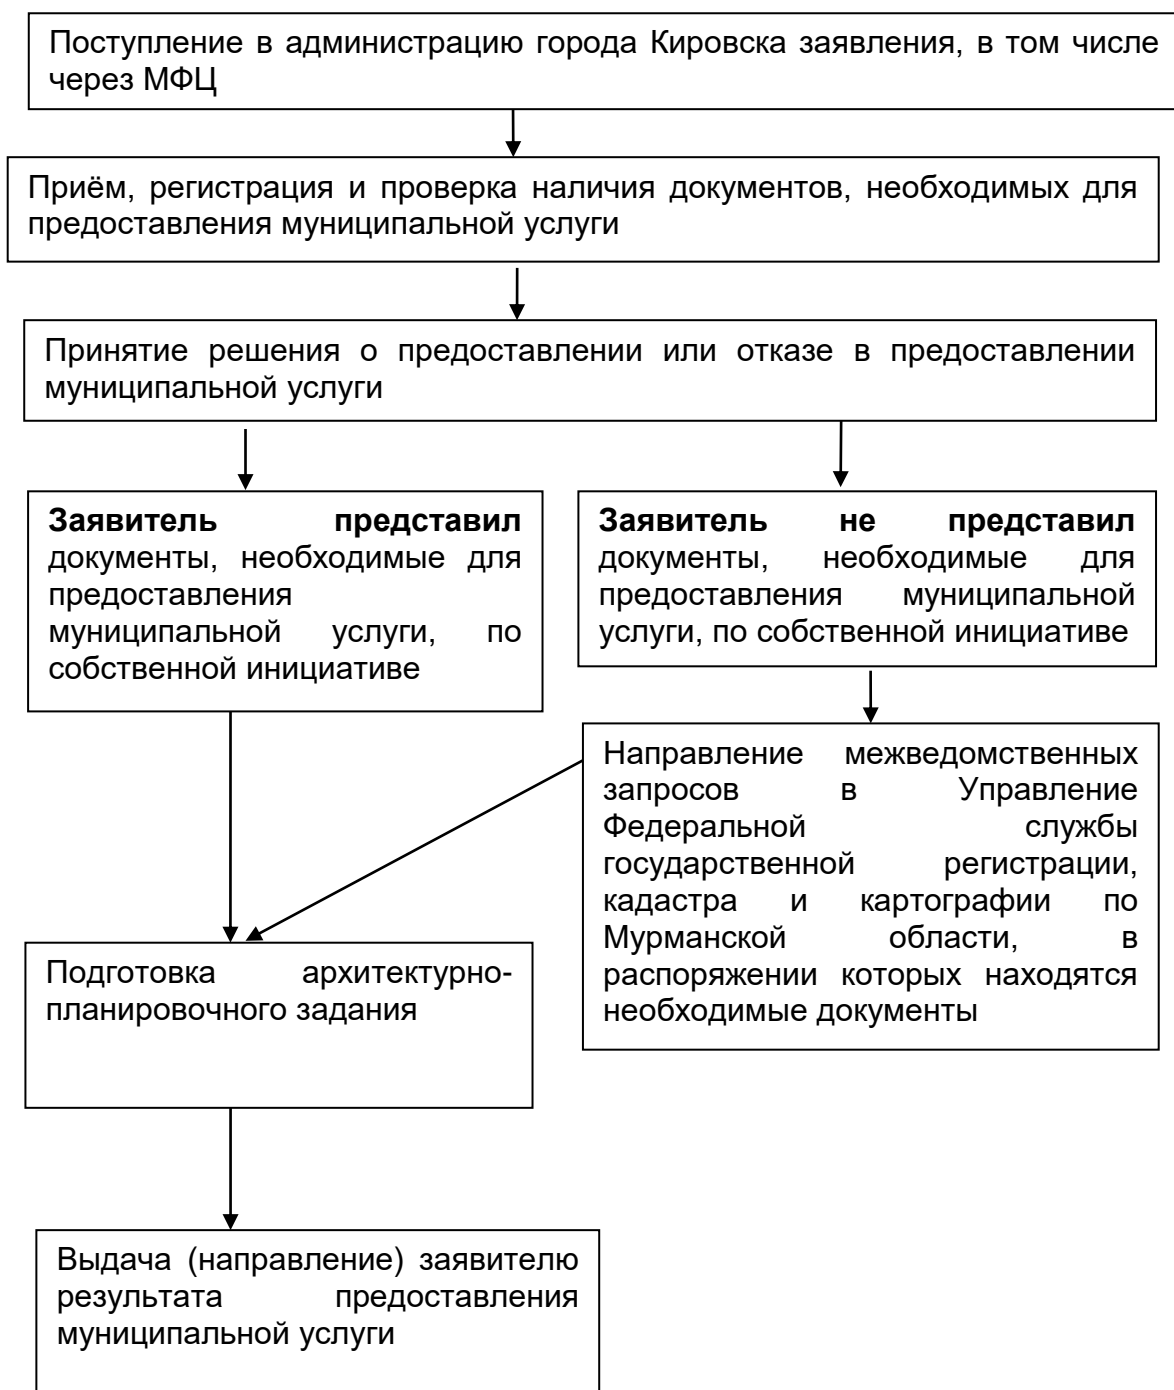 Поступление в администрацию города Кировска заявления, в том числе
через МФЦ
Приём, регистрация и проверка наличия документов, необходимых для
предоставления муниципальной услуги
Принятие решения о предоставлении или отказе в предоставлении
муниципальной услуги
Заявитель представил
документы, необходимые для
предоставления
муниципальной услуги, по
собственной инициативе
Заявитель не представил
документы, необходимые для
предоставления муниципальной
услуги, по собственной инициативе
Направление межведомственных
запросов в Управление
Федеральной службы
государственной регистрации,
кадастра и картографии по
Мурманской области, в
распоряжении которых находятся
необходимые документы
Подготовка архитектурно-
планировочного задания
Выдача (направление) заявителю
результата предоставления
муниципальной услуги